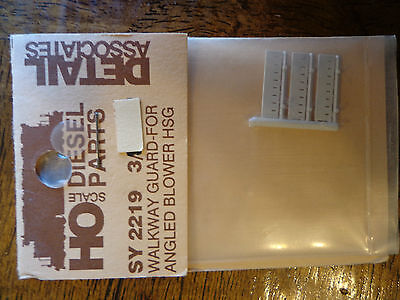 DETAIL
ASSOCIATES
HO
SCALE
DIESEL
PARTS
SY 2219 3/
WALKWAY GUARD-FOR
ANGLED BLOWER HSG